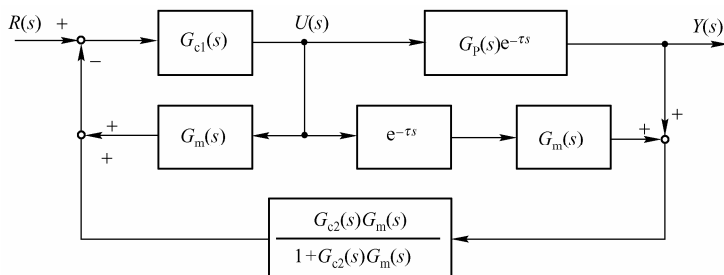 R(s) + G_c1(s) U(s) G_P(s)e^{−τs} Y(s)
−
+ G_m(s) e^{−τs} G_m(s) + +
+
G_c2(s)G_m(s)
1+G_c2(s)G_m(s)